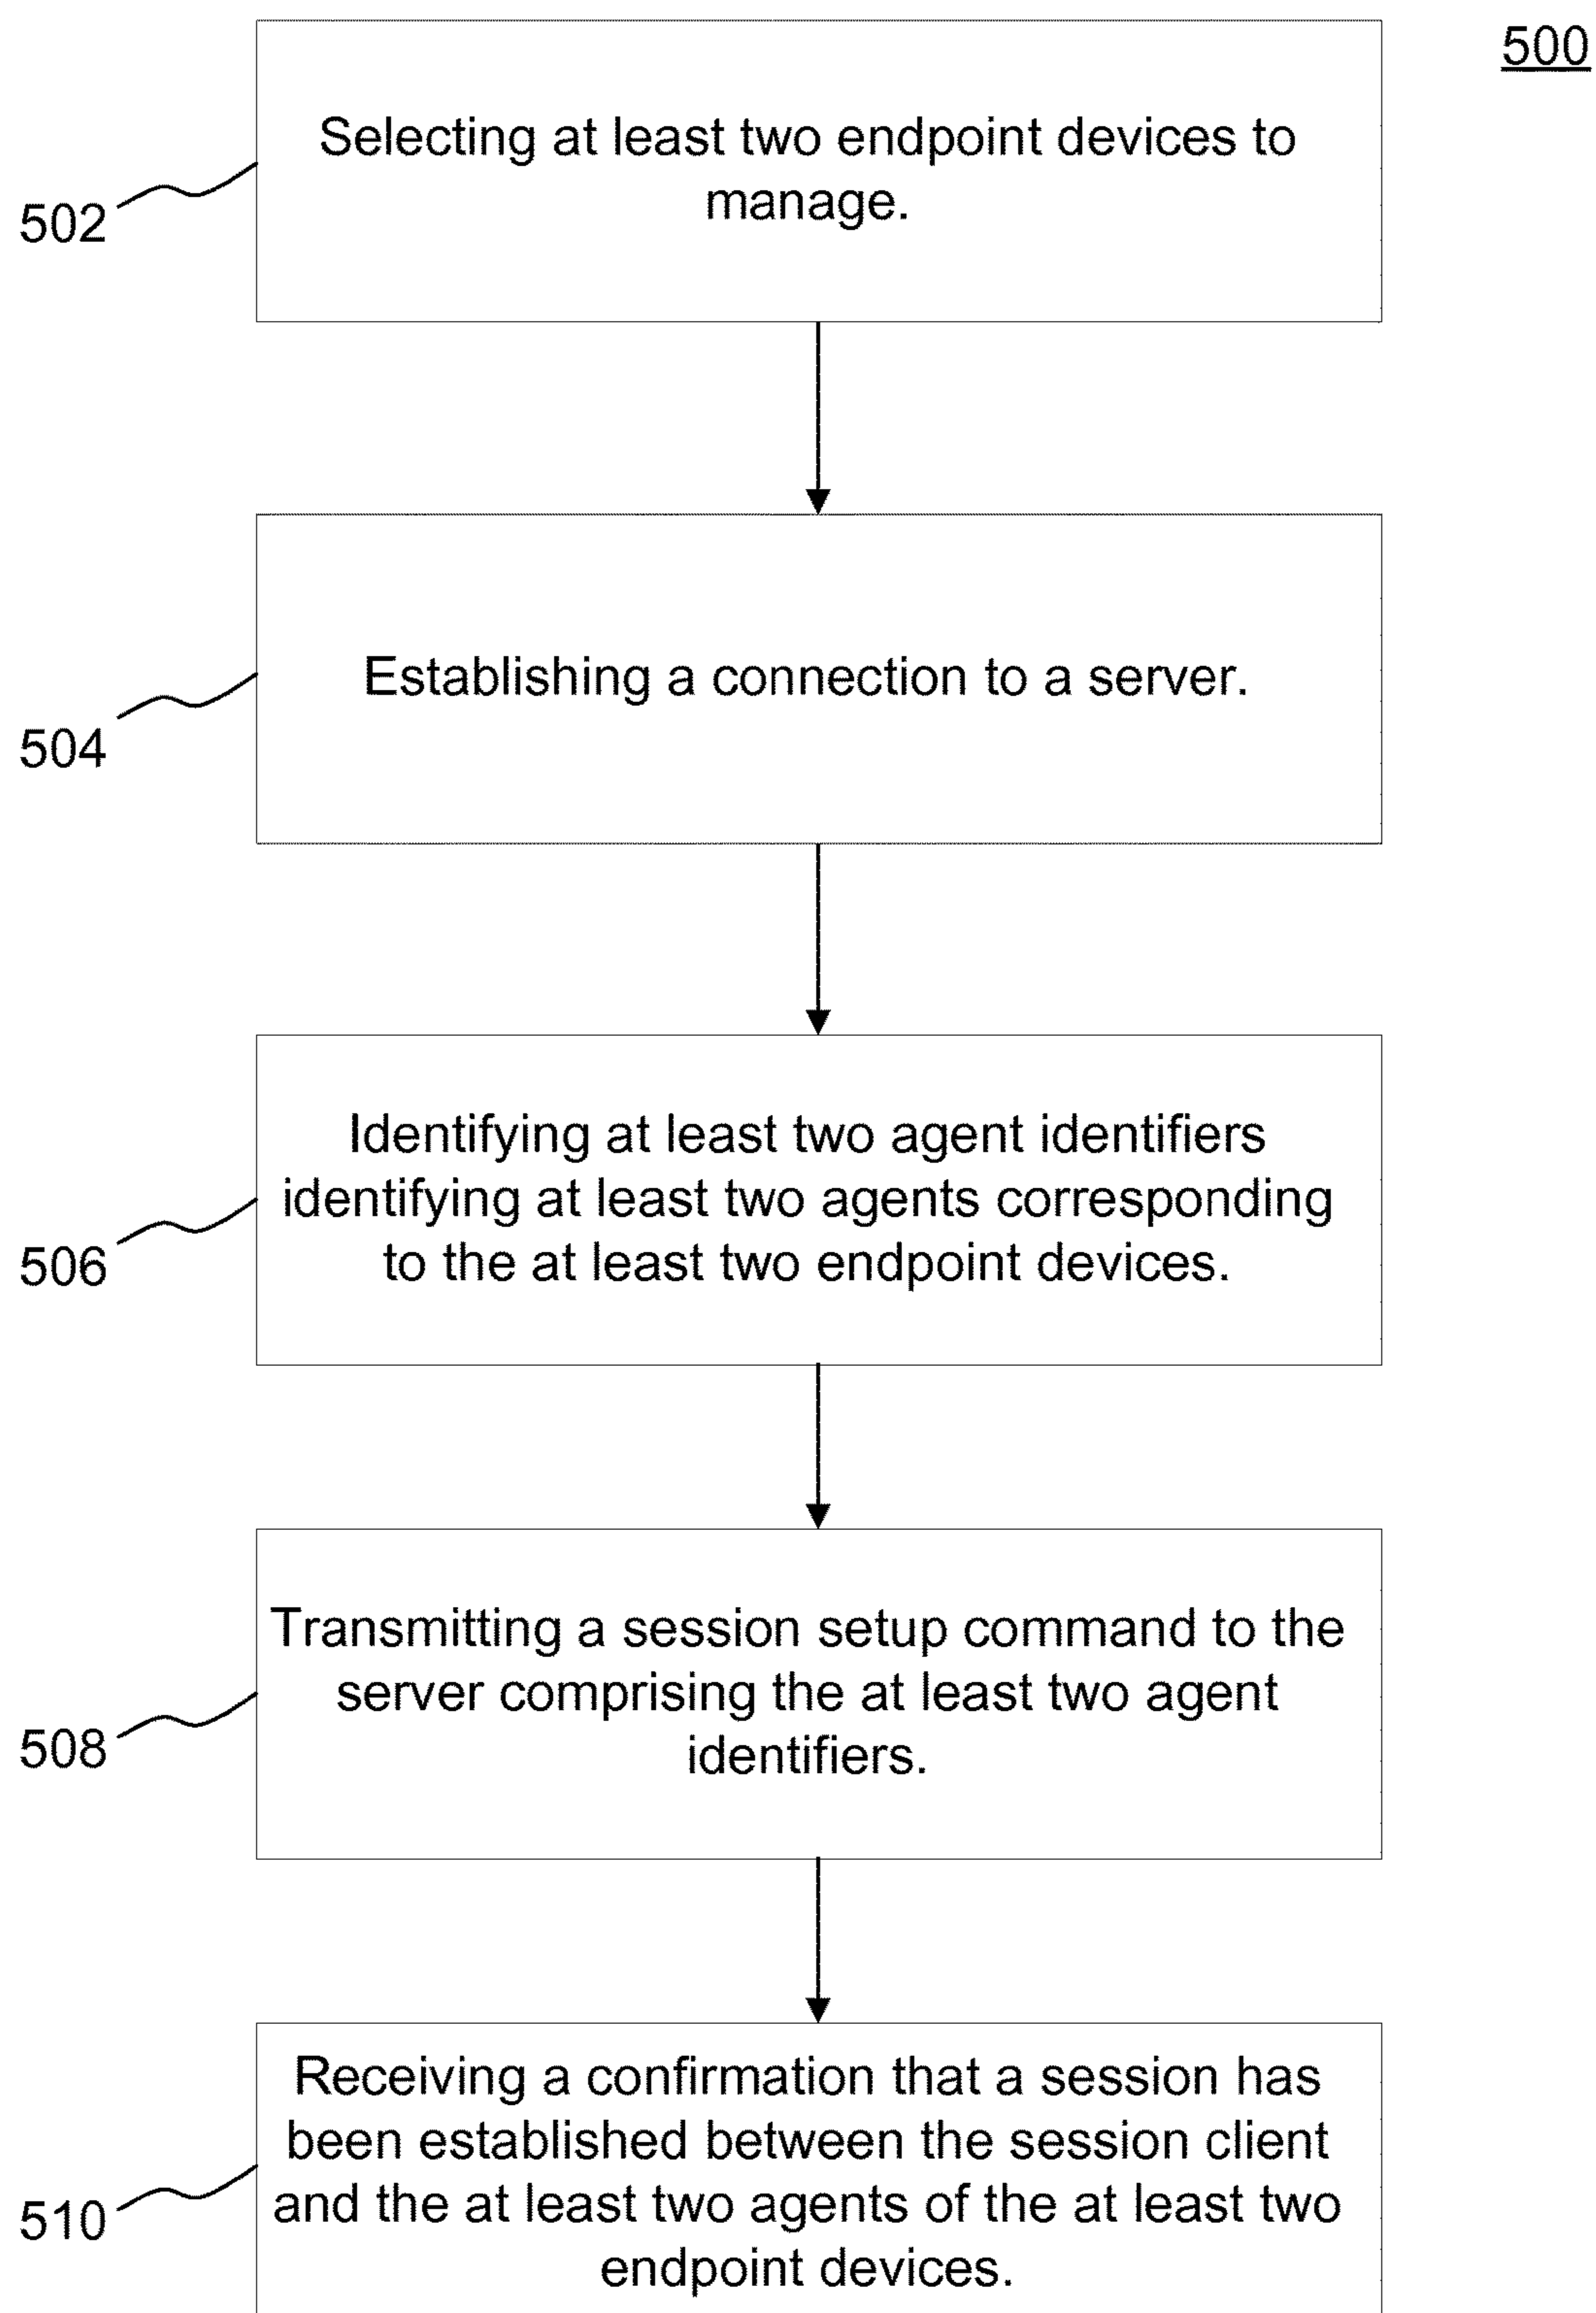 500
Selecting at least two endpoint devices to
manage.
502
Establishing a connection to a server.
504
Identifying at least two agent identifiers
identifying at least two agents corresponding
to the at least two endpoint devices.
506
Transmitting a session setup command to the
server comprising the at least two agent
identifiers.
508
Receiving a confirmation that a session has
been established between the session client
and the at least two agents of the at least two
endpoint devices.
510